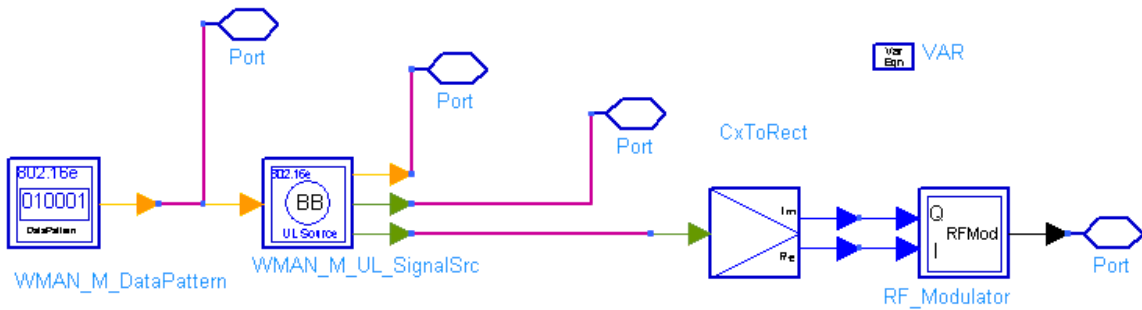 Port
Var
Eqn
VAR
Port
Port
CxToRect
802.16e
010001
DataPattern
WMAN_M_DataPattern
802.16e
BB
UL Source
WMAN_M_UL_SignalSrc
Im
Re
Q
RFMod
I
RF_Modulator
Port